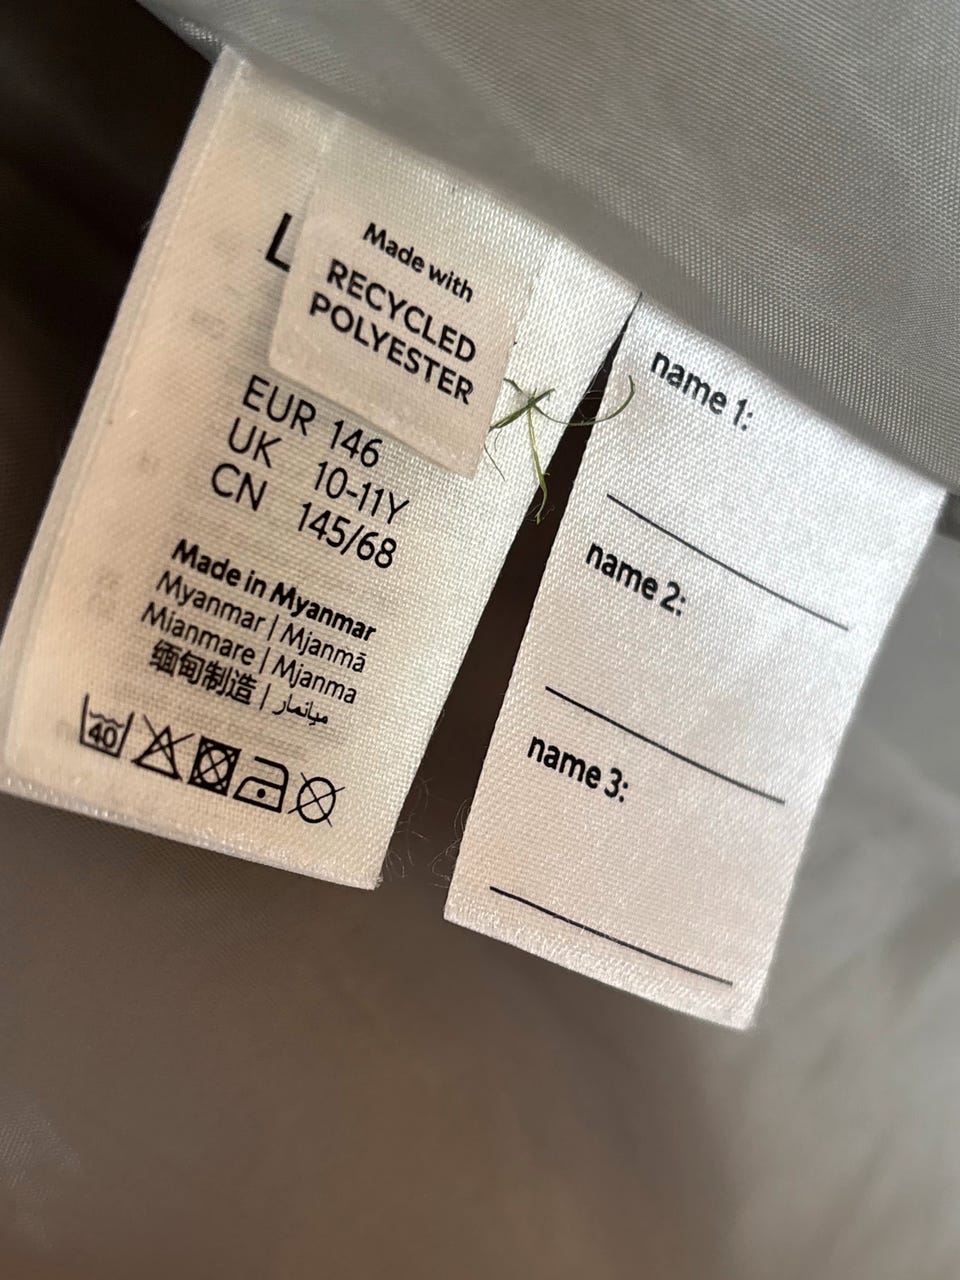 Made with
RECYCLED
POLYESTER
EUR 146
UK 10-11Y
CN 145/68
Made in Myanmar
Myanmar | Mjanmā
Mianmare | Mjanma
缅甸制造 | ميانمار
40
name 1:
name 2:
name 3: